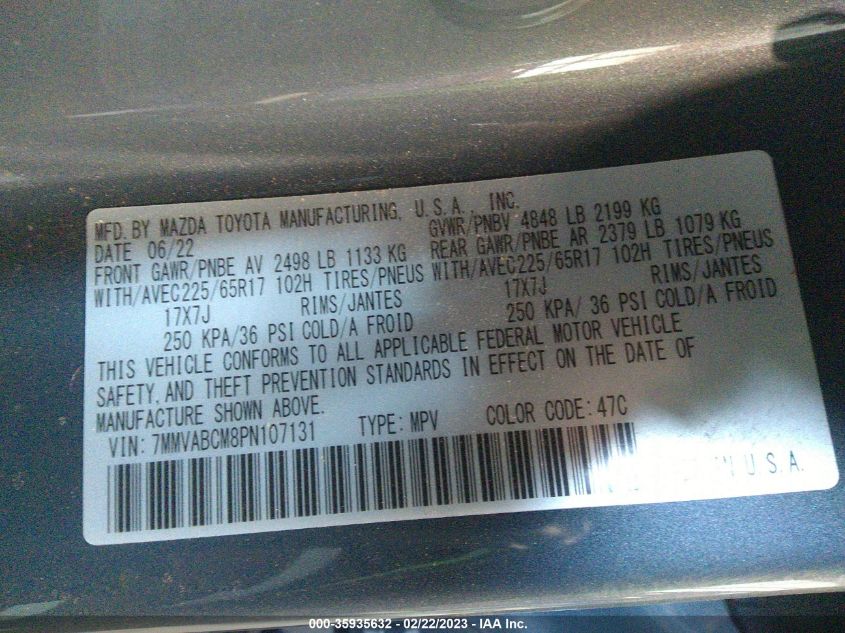 MFD. BY MAZDA TOYOTA MANUFACTURING, U.S.A. INC.
DATE 06/22 GVWR/PNBV 4848 LB 2199 KG
FRONT GAWR/PNBE AV 2498 LB 1133 KG REAR GAWR/PNBE AR 2379 LB 1079 KG
WITH/AVEC225/65R17 102H TIRES/PNEUS WITH/AVEC225/65R17 102H TIRES/PNEUS
17X7J RIMS/JANTES 17X7J RIMS/JANTES
250 KPA/36 PSI COLD/A FROID 250 KPA/ 36 PSI COLD/A FROID
THIS VEHICLE CONFORMS TO ALL APPLICABLE FEDERAL MOTOR VEHICLE
SAFETY, AND THEFT PREVENTION STANDARDS IN EFFECT ON THE DATE OF
MANUFACTURE SHOWN ABOVE.
VIN: 7MMVABCM8PN107131 TYPE: MPV COLOR CODE: 47C
IN U.S.A.
000-35935632 - 02/22/2023 - IAA Inc.